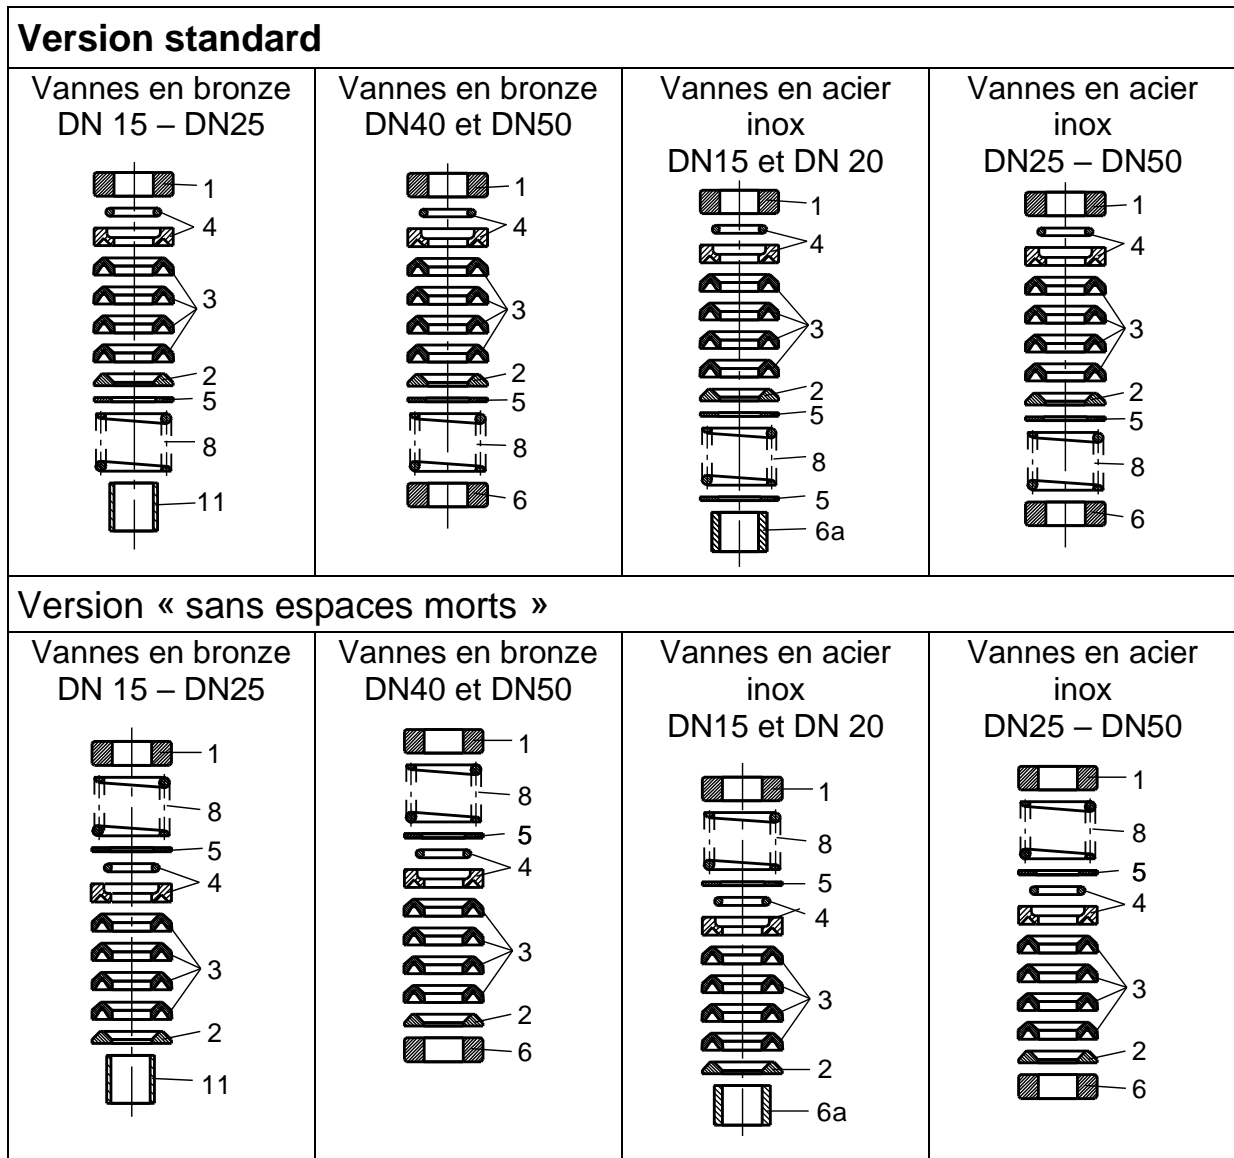 Version standard
Vannes en bronze
DN 15 – DN25
1
4
3
2
5
8
11
Vannes en bronze
DN40 et DN50
1
4
3
2
5
8
6
Vannes en acier
inox
DN15 et DN 20
1
4
3
2
5
8
5
6a
Vannes en acier
inox
DN25 – DN50
1
4
3
2
5
8
6
Version « sans espaces morts »
Vannes en bronze
DN 15 – DN25
1
8
5
4
3
2
11
Vannes en bronze
DN40 et DN50
1
8
5
4
3
2
6
Vannes en acier
inox
DN15 et DN 20
1
8
5
4
3
2
6a
Vannes en acier
inox
DN25 – DN50
1
8
5
4
3
2
6